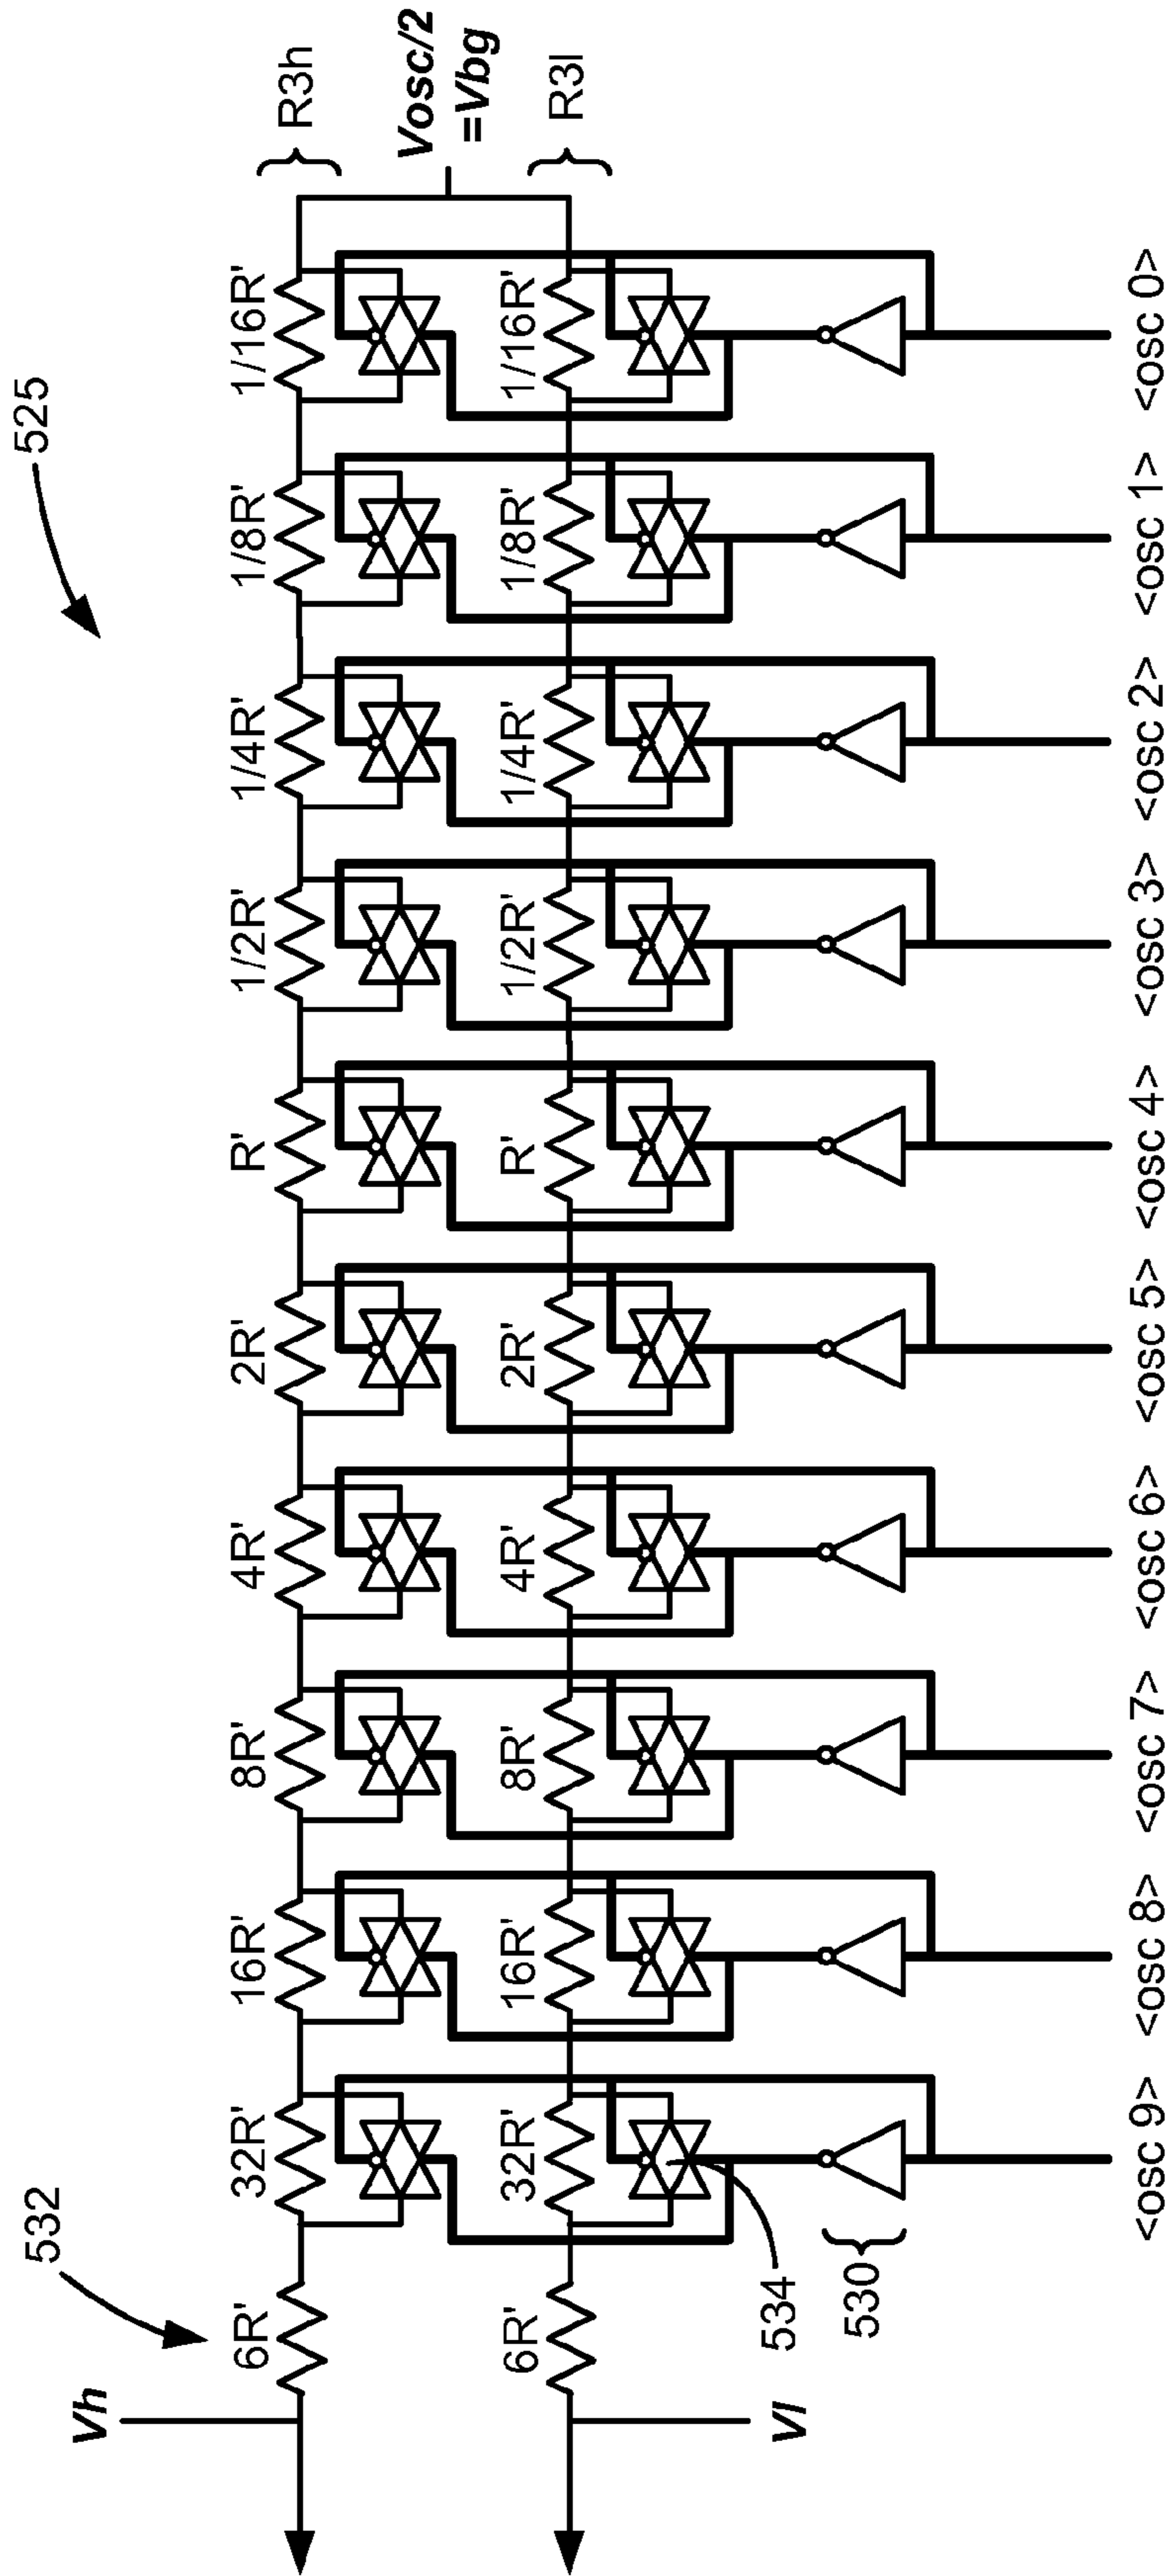 525
532
Vh
6R'
32R'
16R'
8R'
4R'
2R'
R'
1/2R'
1/4R'
1/8R'
1/16R'
R3h
Vosc/2
=Vbg
6R'
32R'
16R'
8R'
4R'
2R'
R'
1/2R'
1/4R'
1/8R'
1/16R'
R3l
Vl
534
530
<osc 9>
<osc 8>
<osc 7>
<osc 6>
<osc 5>
<osc 4>
<osc 3>
<osc 2>
<osc 1>
<osc 0>